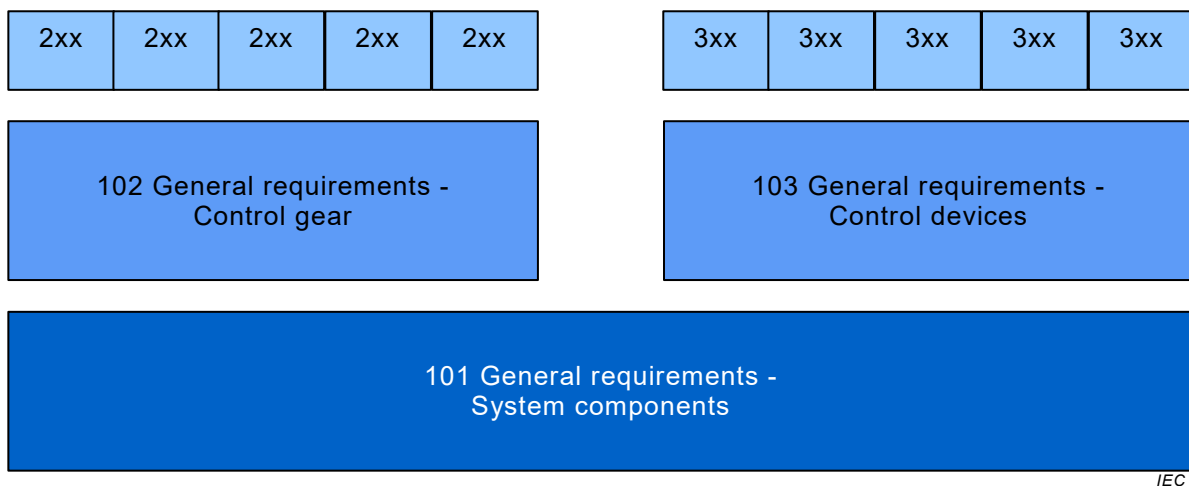 2xx 2xx 2xx 2xx 2xx 3xx 3xx 3xx 3xx 3xx
102 General requirements -
Control gear
103 General requirements -
Control devices
101 General requirements -
System components
IEC